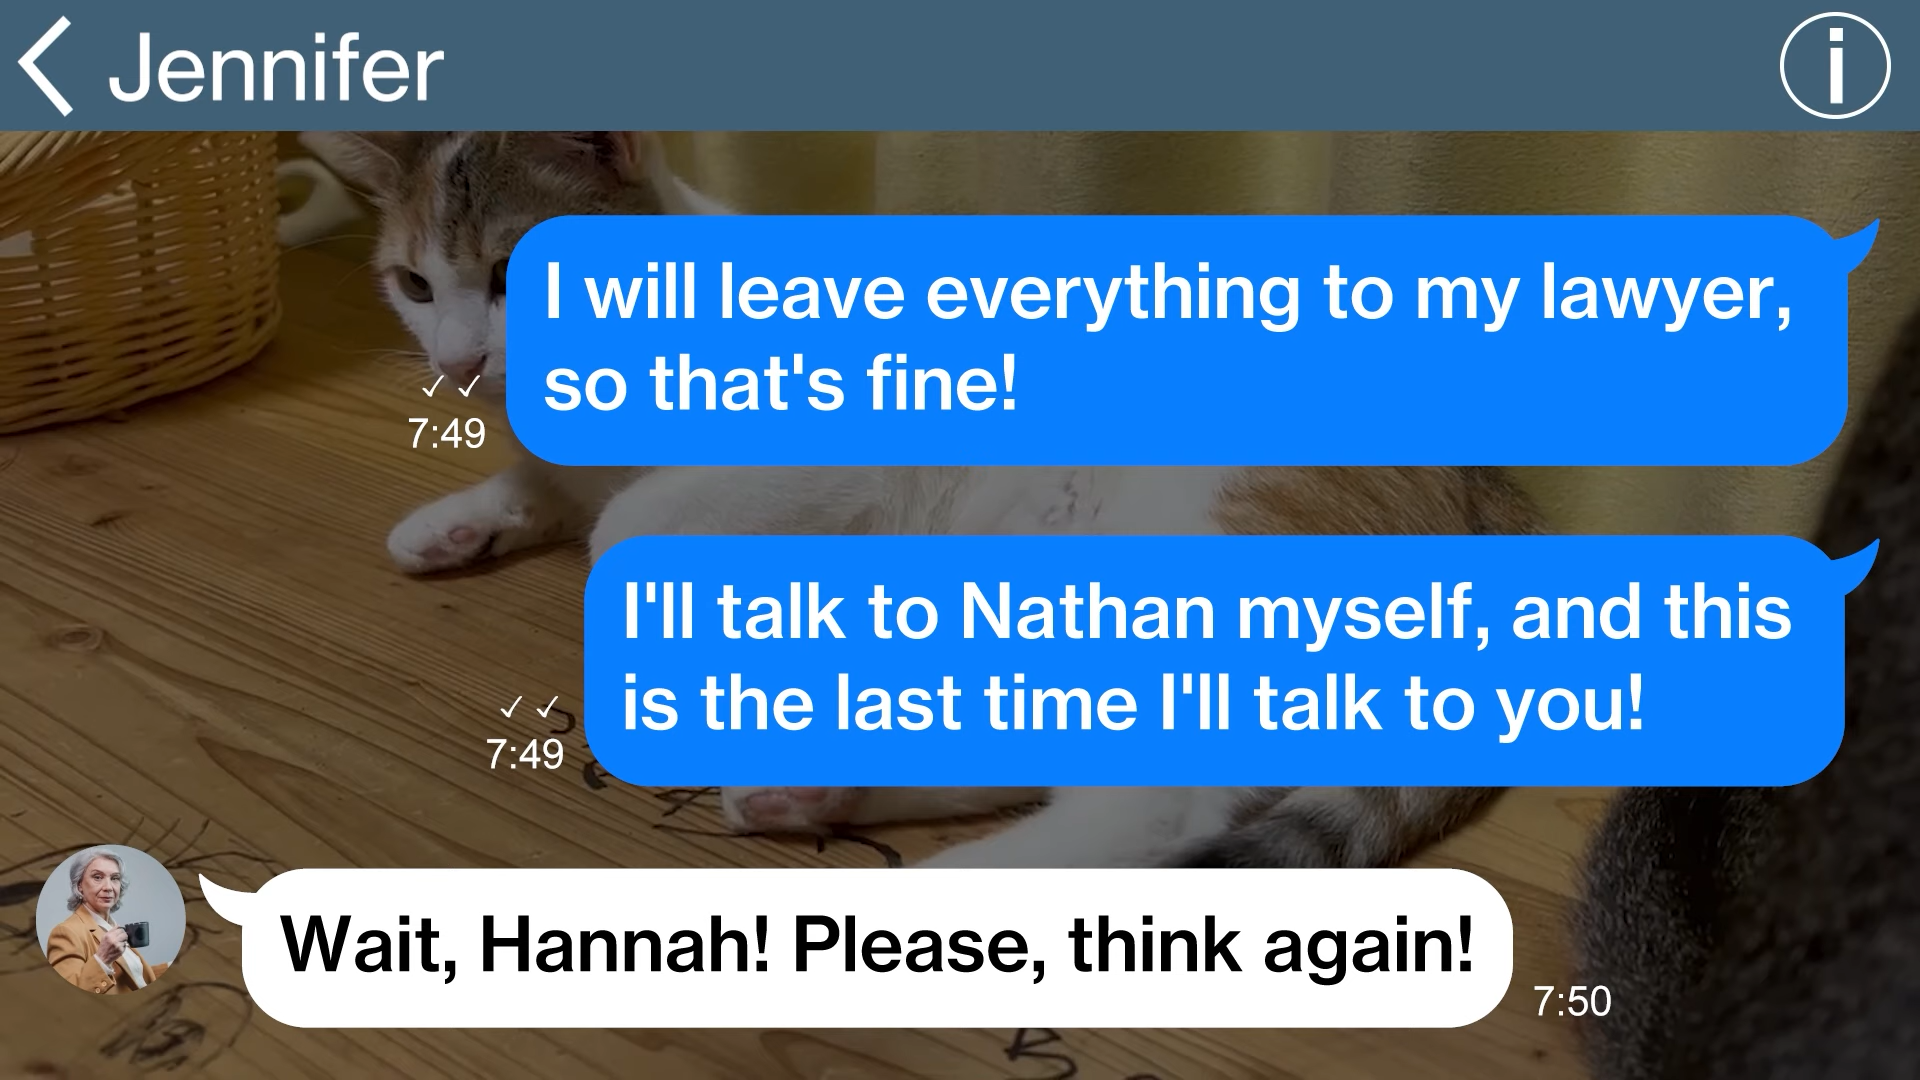 Jennifer
I will leave everything to my lawyer,
so that's fine!
7:49
I'll talk to Nathan myself, and this
is the last time I'll talk to you!
7:49
Wait, Hannah! Please, think again!
7:50